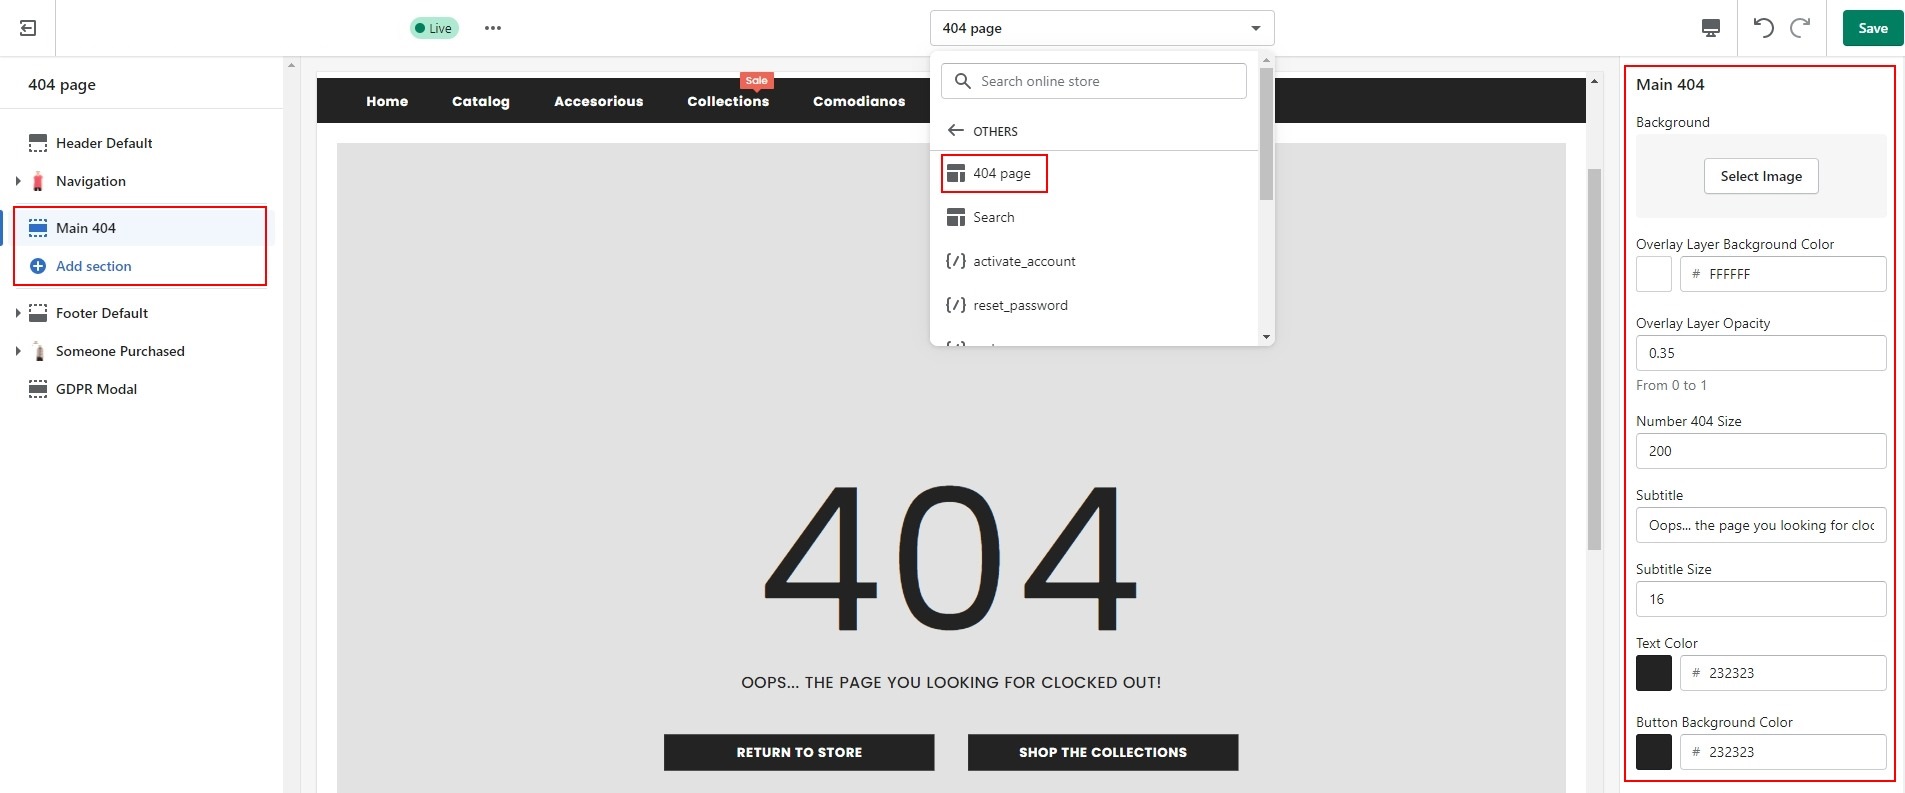 Live
404 page
Save
404 page
Header Default
Navigation
Main 404
Add section
Footer Default
Someone Purchased
GDPR Modal
Sale
Home Catalog Accesorious Collections Comodianos
Search online store
OTHERS
404 page
Search
{/} activate_account
{/} reset_password
404
OOPS... THE PAGE YOU LOOKING FOR CLOCKED OUT!
RETURN TO STORE SHOP THE COLLECTIONS
Main 404
Background
Select Image
Overlay Layer Background Color
# FFFFFF
Overlay Layer Opacity
0.35
From 0 to 1
Number 404 Size
200
Subtitle
Oops... the page you looking for cloc
Subtitle Size
16
Text Color
# 232323
Button Background Color
# 232323